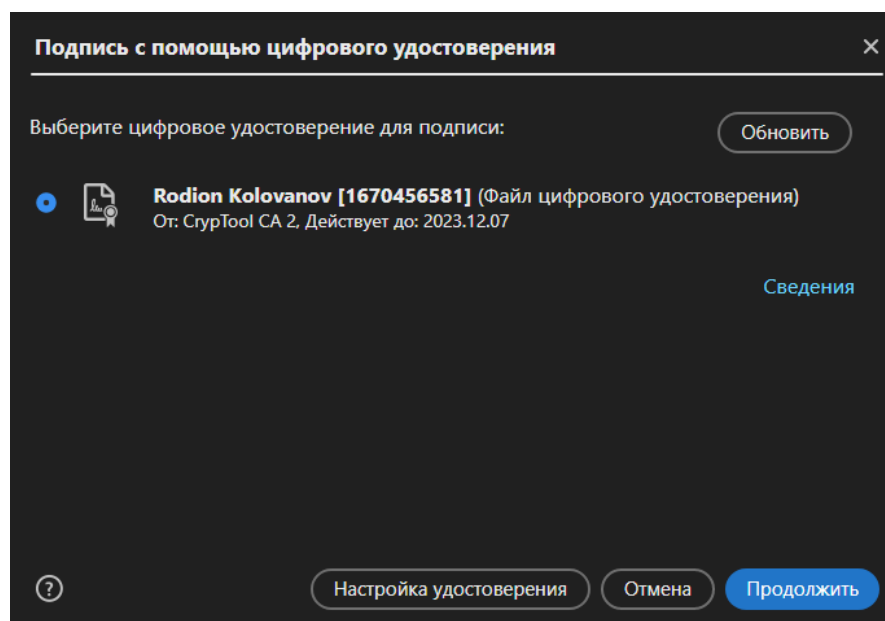 Подпись с помощью цифрового удостоверения
Выберите цифровое удостоверение для подписи:
Обновить
Rodion Kolovanov [1670456581] (Файл цифрового удостоверения)
От: CrypTool CA 2, Действует до: 2023.12.07
Сведения
Настройка удостоверения
Отмена
Продолжить